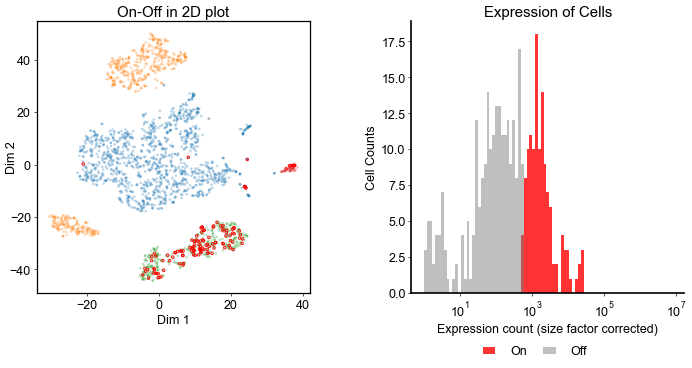 On-Off in 2D plot
40
20
0
−20
−40
Dim 2
−20
0
20
40
Dim 1
Expression of Cells
17.5
15.0
12.5
10.0
7.5
5.0
2.5
0.0
Cell Counts
10^1
10^3
10^5
10^7
Expression count (size factor corrected)
On
Off